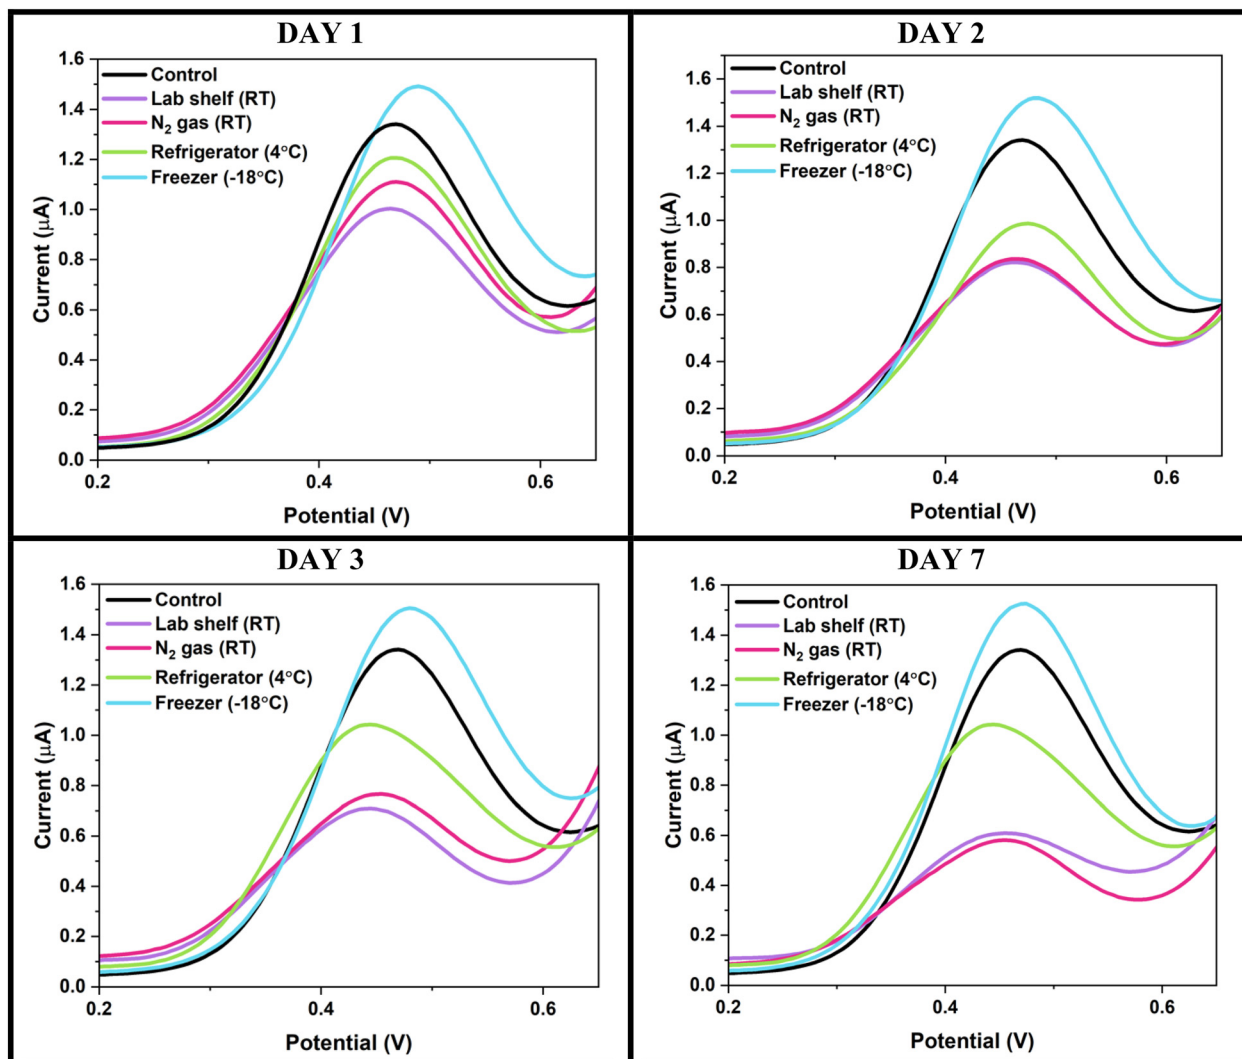 DAY 1
1.6
1.4
1.2
1.0
0.8
0.6
0.4
0.2
0.0
Current (μA)
Control
Lab shelf (RT)
N₂ gas (RT)
Refrigerator (4°C)
Freezer (-18°C)
0.2
0.4
0.6
Potential (V)
DAY 2
1.6
1.4
1.2
1.0
0.8
0.6
0.4
0.2
0.0
Current (μA)
Control
Lab shelf (RT)
N₂ gas (RT)
Refrigerator (4°C)
Freezer (-18°C)
0.2
0.4
0.6
Potential (V)
DAY 3
1.6
1.4
1.2
1.0
0.8
0.6
0.4
0.2
0.0
Current (μA)
Control
Lab shelf (RT)
N₂ gas (RT)
Refrigerator (4°C)
Freezer (-18°C)
0.2
0.4
0.6
Potential (V)
DAY 7
1.6
1.4
1.2
1.0
0.8
0.6
0.4
0.2
0.0
Current (μA)
Control
Lab shelf (RT)
N₂ gas (RT)
Refrigerator (4°C)
Freezer (-18°C)
0.2
0.4
0.6
Potential (V)